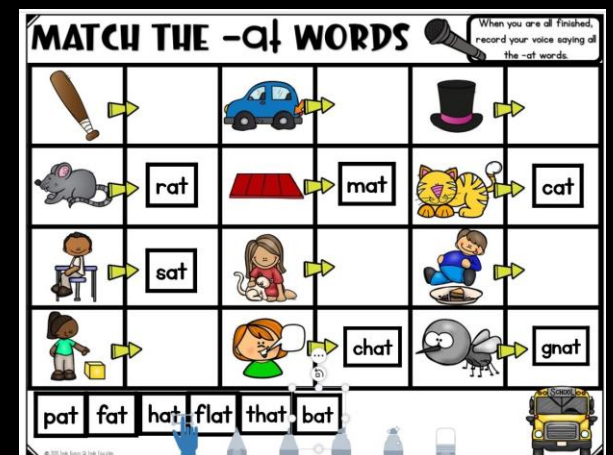 MATCH THE -at WORDS
When you are all finished,
record your voice saying all
the -at words.
rat
mat
cat
sat
chat
gnat
pat fat hat flat that bat
SCHOOL